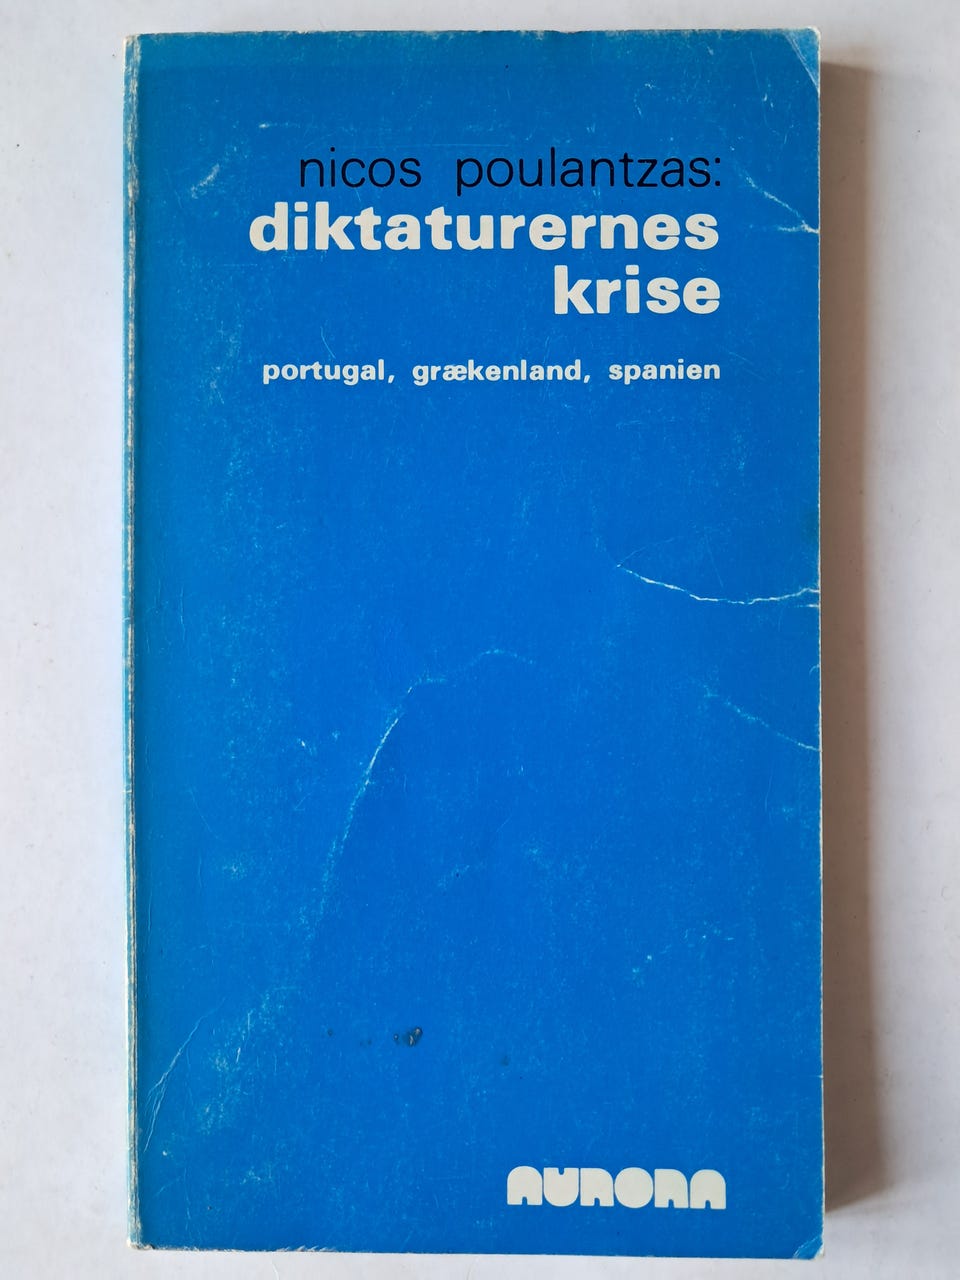 nicos poulantzas:
diktaturernes
krise
portugal, grækenland, spanien
AURORA